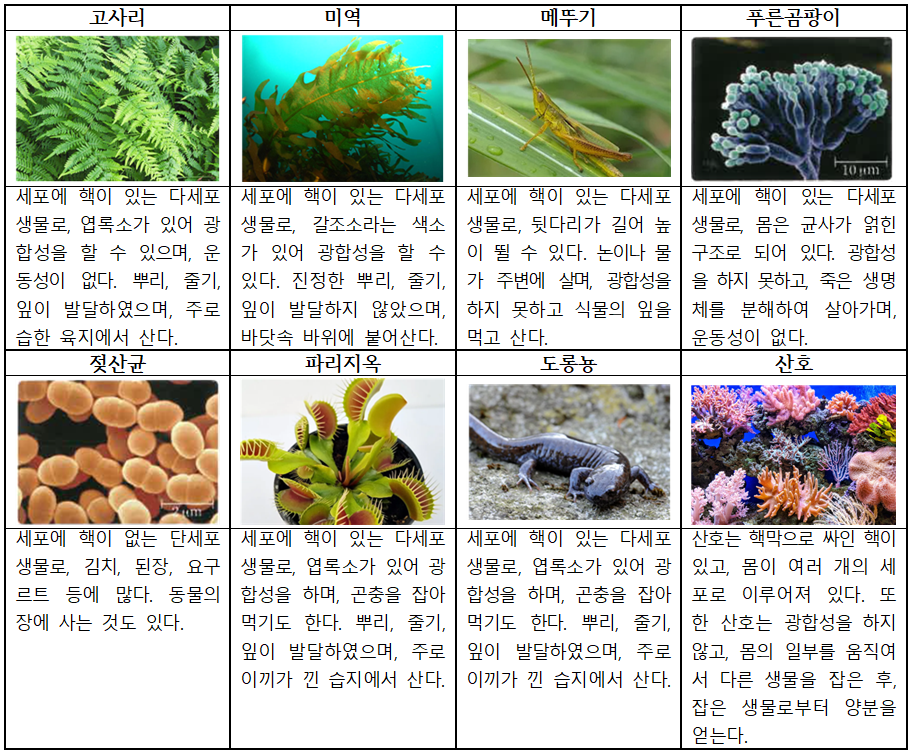 고사리
미역
메뚜기
푸른곰팡이
10 μm
세포에 핵이 있는 다세포
생물로, 엽록소가 있어 광
합성을 할 수 있으며, 운
동성이 없다. 뿌리, 줄기,
잎이 발달하였으며, 주로
습한 육지에서 산다.
세포에 핵이 있는 다세포
생물로, 갈조소라는 색소
가 있어 광합성을 할 수
있다. 진정한 뿌리, 줄기,
잎이 발달하지 않았으며,
바닷속 바위에 붙어산다.
세포에 핵이 있는 다세포
생물로, 뒷다리가 길어 높
이 뛸 수 있다. 논이나 물
가 주변에 살며, 광합성을
하지 못하고 식물의 잎을
먹고 산다.
세포에 핵이 있는 다세포
생물로, 몸은 균사가 얽힌
구조로 되어 있다. 광합성
을 하지 못하고, 죽은 생명
체를 분해하여 살아가며,
운동성이 없다.
젖산균
파리지옥
도롱뇽
산호
2 μm
세포에 핵이 없는 단세포
생물로, 김치, 된장, 요구
르트 등에 많다. 동물의
장에 사는 것도 있다.
세포에 핵이 있는 다세포
생물로, 엽록소가 있어 광
합성을 하며, 곤충을 잡아
먹기도 한다. 뿌리, 줄기,
잎이 발달하였으며, 주로
이끼가 낀 습지에서 산다.
세포에 핵이 있는 다세포
생물로, 엽록소가 있어 광
합성을 하며, 곤충을 잡아
먹기도 한다. 뿌리, 줄기,
잎이 발달하였으며, 주로
이끼가 낀 습지에서 산다.
산호는 핵막으로 싸인 핵이
있고, 몸이 여러 개의 세
포로 이루어져 있다. 또
한 산호는 광합성을 하지
않고, 몸의 일부를 움직여
서 다른 생물을 잡은 후,
잡은 생물로부터 양분을
얻는다.